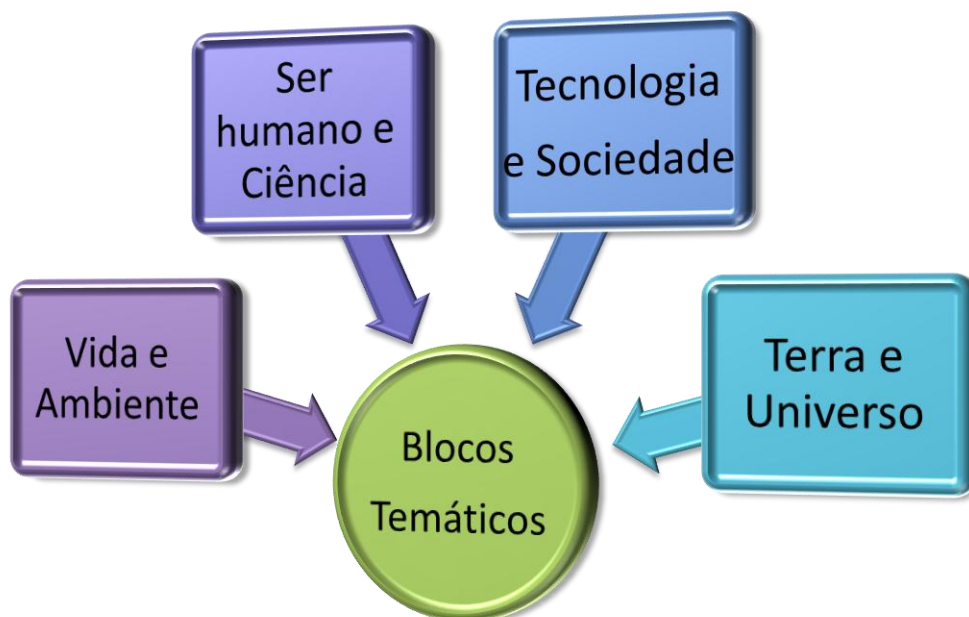 Ser
humano e
Ciência
Tecnologia
e Sociedade
Vida e
Ambiente
Terra e
Universo
Blocos
Temáticos